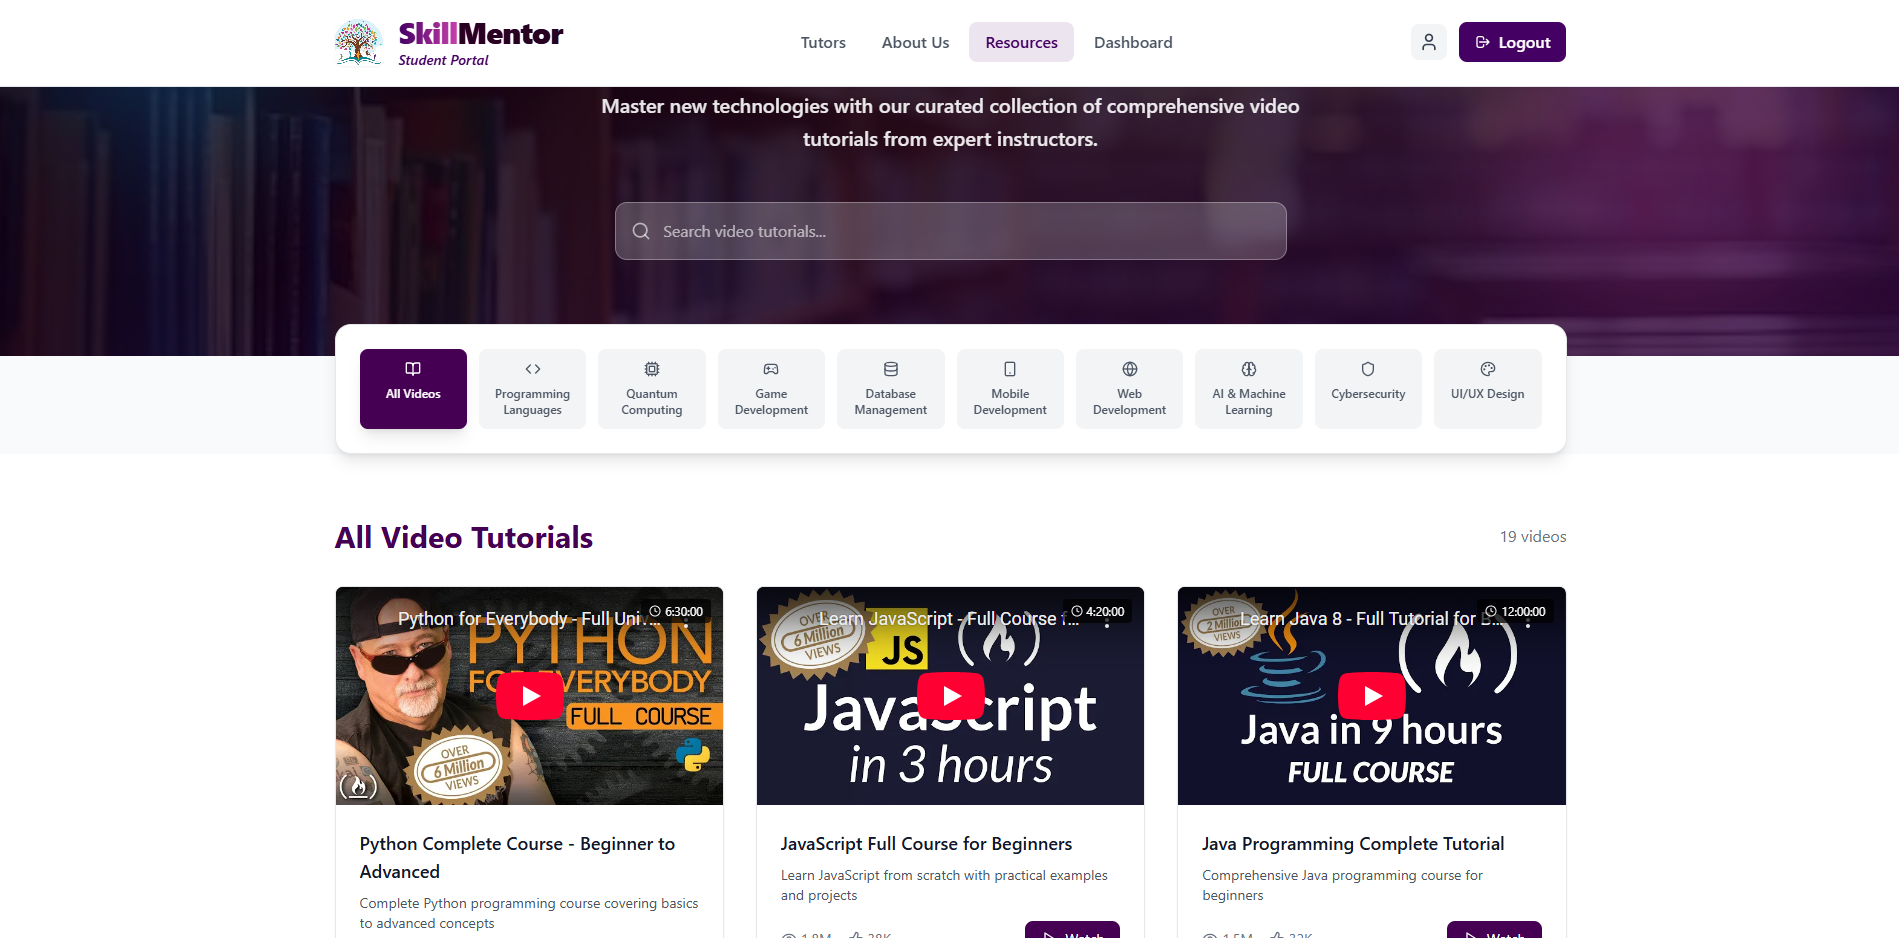 SkillMentor
Student Portal
Tutors
About Us
Resources
Dashboard
Logout
Master new technologies with our curated collection of comprehensive video
tutorials from expert instructors.
Search video tutorials...
All Videos
Programming
Languages
Quantum
Computing
Game
Development
Database
Management
Mobile
Development
Web
Development
AI & Machine
Learning
Cybersecurity
UI/UX Design
All Video Tutorials
19 videos
Python for Everybody - Full Univ...
6:30:00
PYTHON
FOR EVERYBODY
FULL COURSE
OVER
6 Million
VIEWS
Python Complete Course - Beginner to
Advanced
Complete Python programming course covering basics
to advanced concepts
Learn JavaScript - Full Course f...
4:20:00
OVER
6 Million
VIEWS
JS
JavaScript
in 3 hours
JavaScript Full Course for Beginners
Learn JavaScript from scratch with practical examples
and projects
1.8M
38K
Watch
Learn Java 8 - Full Tutorial for B...
12:00:00
OVER
2 Million
VIEWS
Java in 9 hours
FULL COURSE
Java Programming Complete Tutorial
Comprehensive Java programming course for
beginners
1.5M
32K
Watch